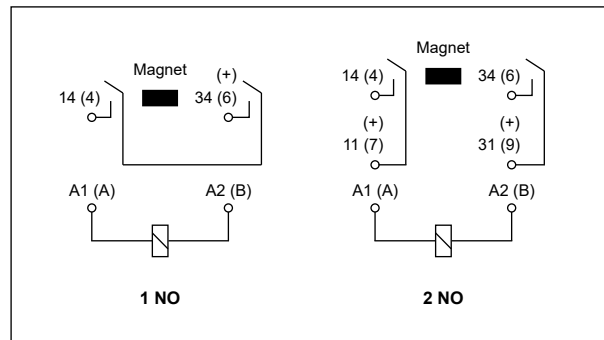 Magnet
(+)
14 (4)
34 (6)
A1 (A)
A2 (B)
1 NO
Magnet
14 (4)
34 (6)
(+)
(+)
11 (7)
31 (9)
A1 (A)
A2 (B)
2 NO